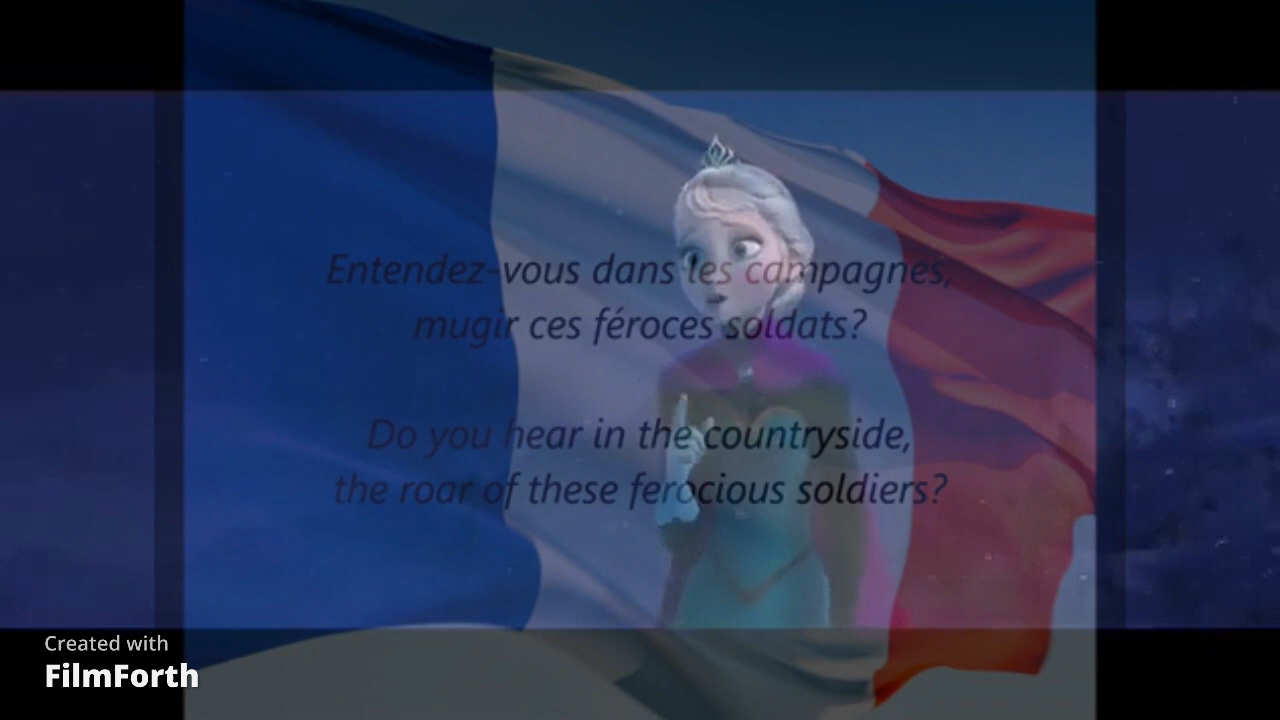 Entendez-vous dans les campagnes,
mugir ces féroces soldats?
Do you hear in the countryside,
the roar of these ferocious soldiers?
Created with
FilmForth